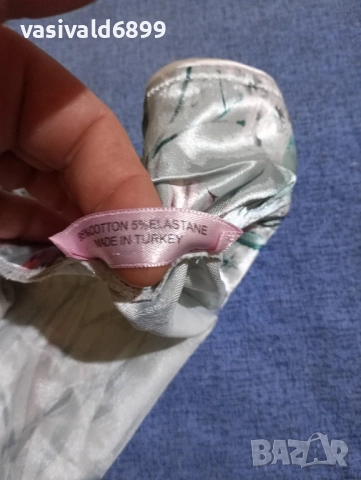 vasivald6899
COTTON 5% ELASTANE
MADE IN TURKEY
BAZAR